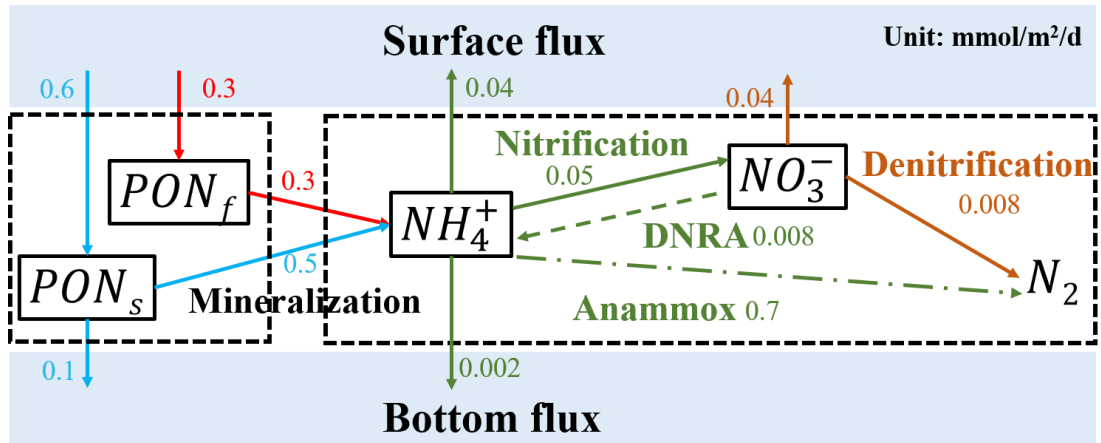 Surface flux
Unit: mmol/m²/d
0.6
0.3
0.04
0.04
Nitrification
0.05
Denitrification
0.008
PON_f
0.3
NH₄⁺
NO₃⁻
DNRA 0.008
PON_s
0.5
Mineralization
Anammox 0.7
N₂
0.1
0.002
Bottom flux